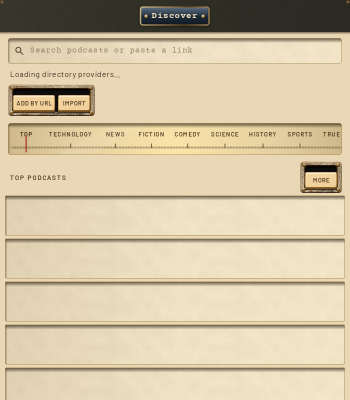 Discover
Search podcasts or paste a link
Loading directory providers...
ADD BY URL IMPORT
TOP TECHNOLOGY NEWS FICTION COMEDY SCIENCE HISTORY SPORTS TRUE
TOP PODCASTS MORE